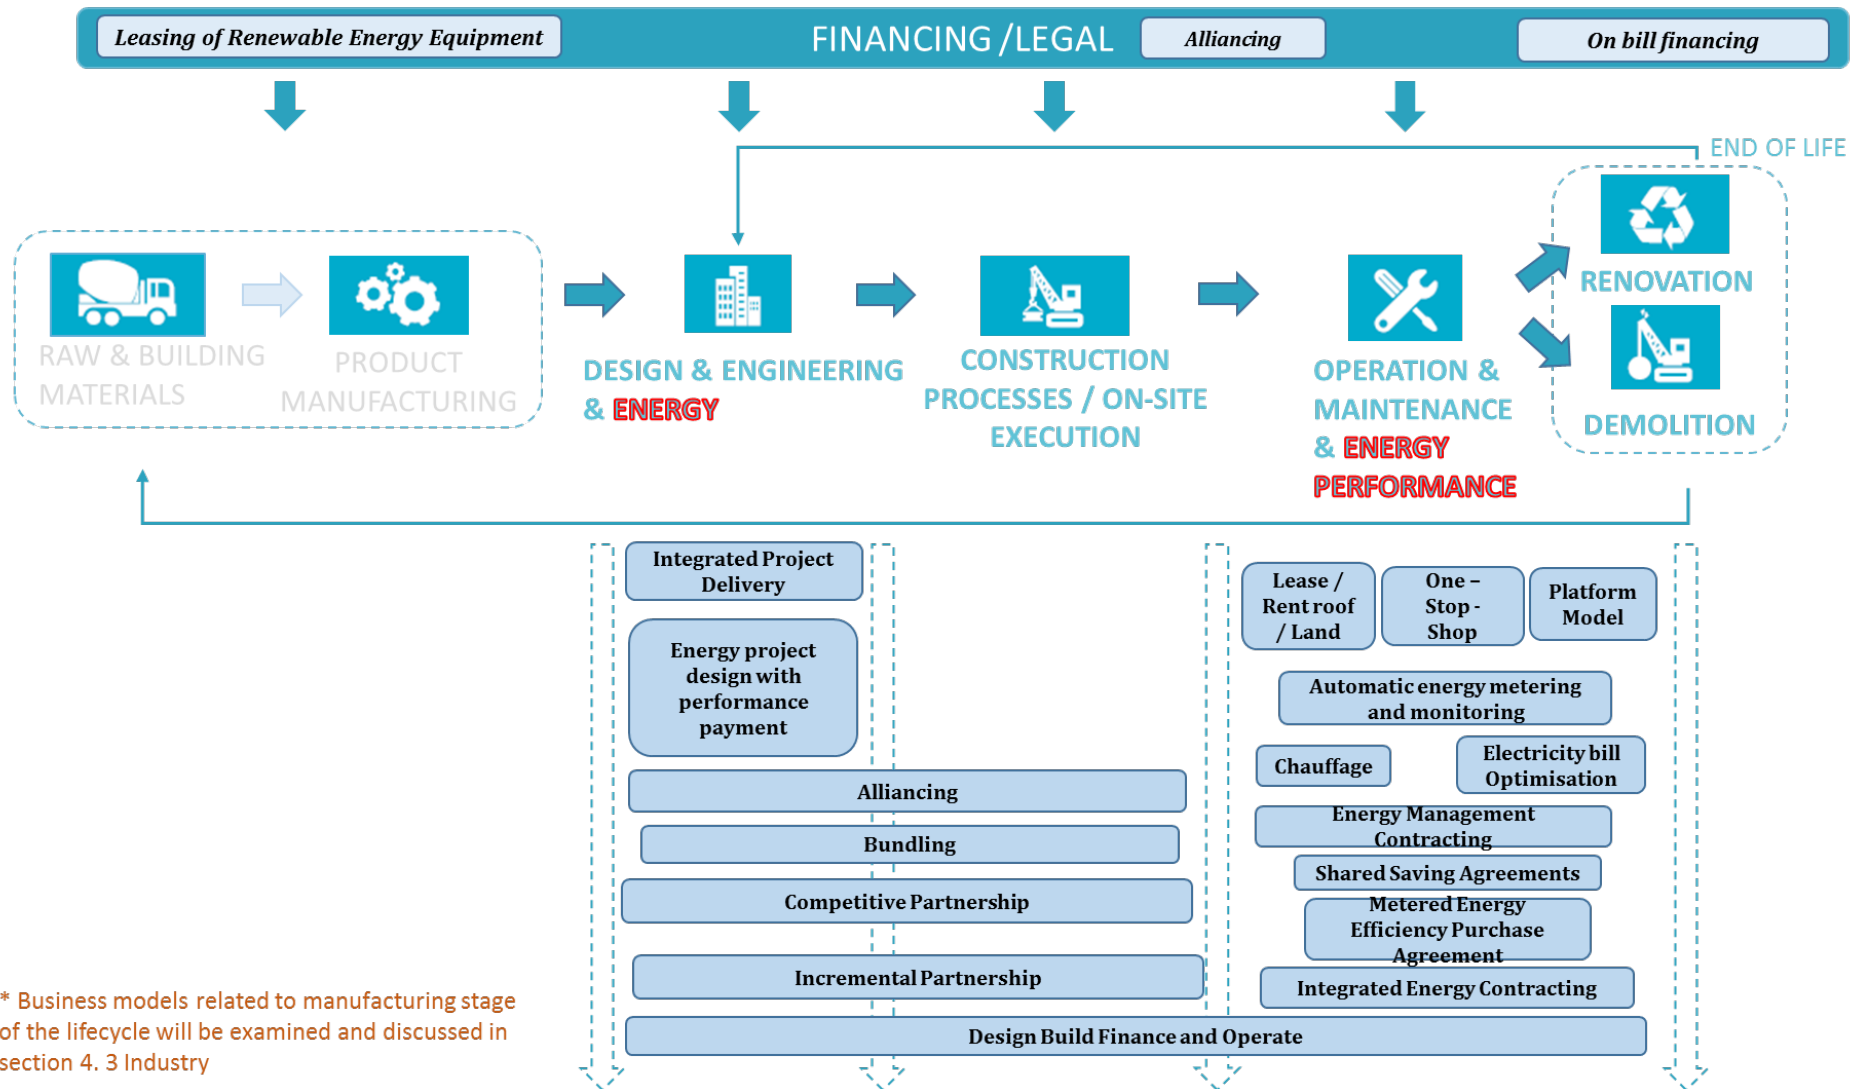 Leasing of Renewable Energy Equipment
FINANCING /LEGAL
Alliancing
On bill financing
END OF LIFE
RAW & BUILDING
MATERIALS
PRODUCT
MANUFACTURING
DESIGN & ENGINEERING
& ENERGY
CONSTRUCTION
PROCESSES / ON-SITE
EXECUTION
OPERATION &
MAINTENANCE
& ENERGY
PERFORMANCE
RENOVATION
DEMOLITION
Integrated Project
Delivery
Energy project
design with
performance
payment
Alliancing
Bundling
Competitive Partnership
Incremental Partnership
Design Build Finance and Operate
Lease /
Rent roof
/ Land
One –
Stop -
Shop
Platform
Model
Automatic energy metering
and monitoring
Chauffage
Electricity bill
Optimisation
Energy Management
Contracting
Shared Saving Agreements
Metered Energy
Efficiency Purchase
Agreement
Integrated Energy Contracting
* Business models related to manufacturing stage
of the lifecycle will be examined and discussed in
section 4. 3 Industry